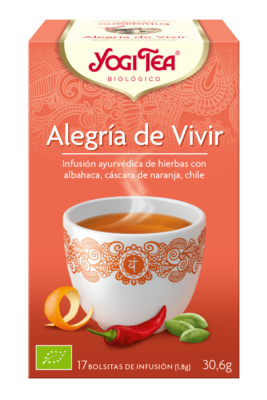 YOGI TEA
BIOLÓGICO
Alegría de Vivir
Infusión ayurvédica de hierbas con
albahaca, cáscara de naranja, chile
17 BOLSITAS DE INFUSIÓN (1,8g)
30,6g